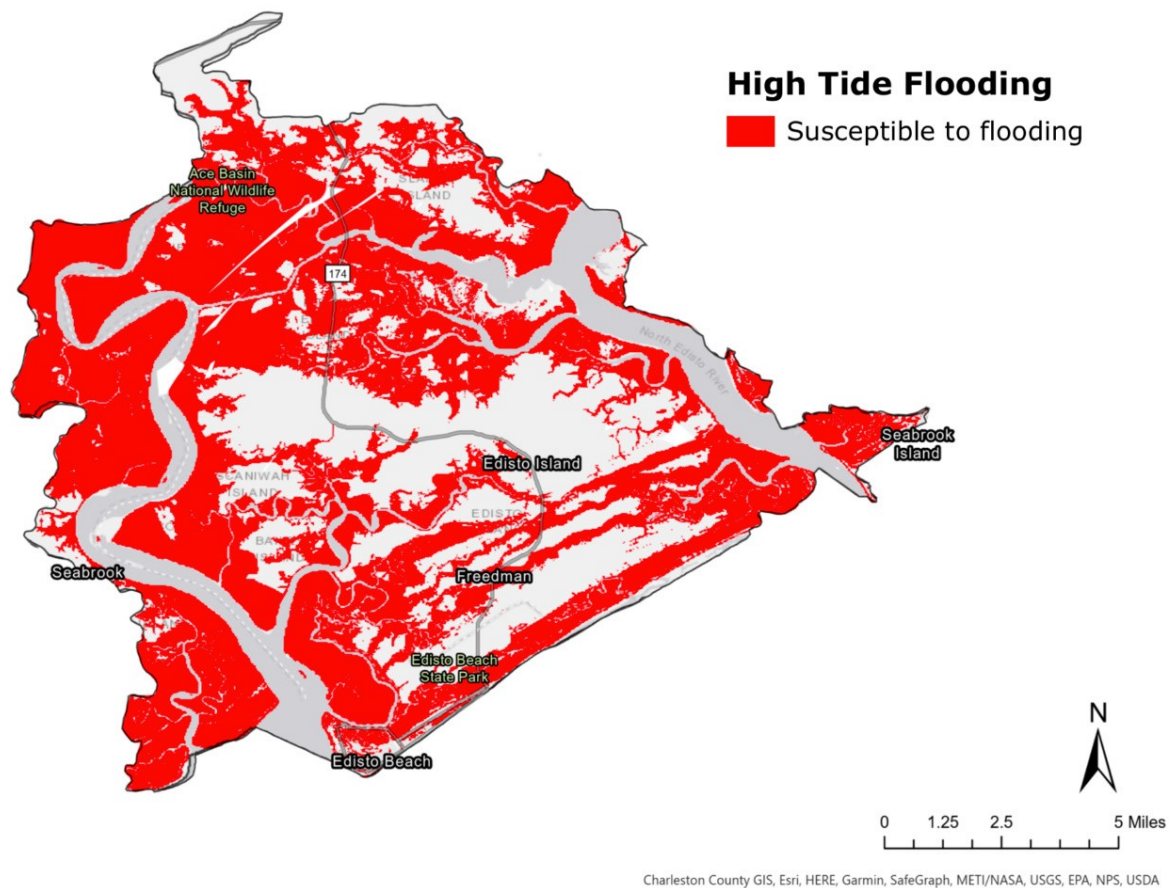 High Tide Flooding
Susceptible to flooding
Ace Basin
National Wildlife
Refuge
ISLAND
174
North Edisto River
Seabrook
Island
Edisto Island
ISLAND
EDISTO
Seabrook
Freedman
Edisto Beach
State Park
Edisto Beach
N
0 1.25 2.5 5 Miles
Charleston County GIS, Esri, HERE, Garmin, SafeGraph, METI/NASA, USGS, EPA, NPS, USDA